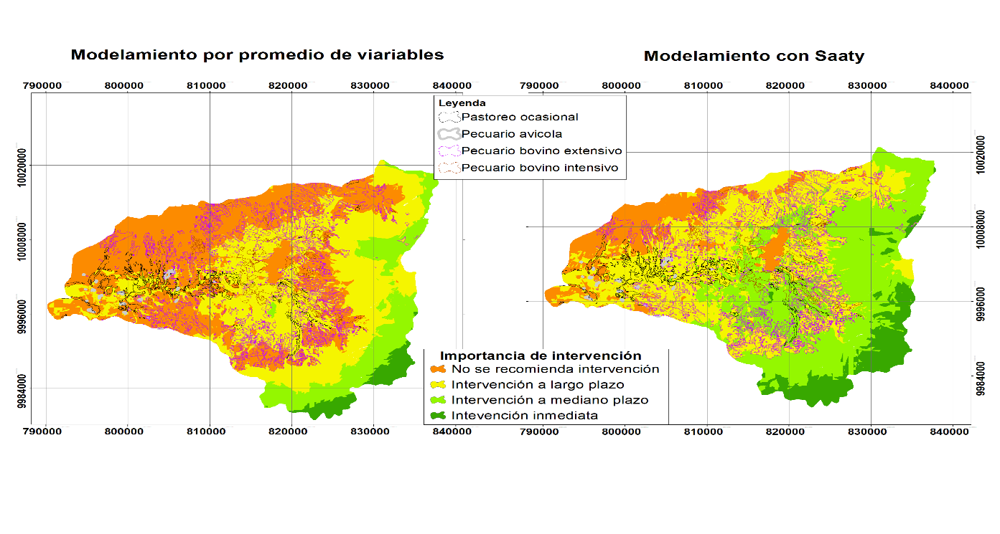 Modelamiento por promedio de viariables
Modelamiento con Saaty
790000 800000 810000 820000 830000 840000
790000 800000 810000 820000 830000 840000
Leyenda
Pastoreo ocasional
Pecuario avicola
Pecuario bovino extensivo
Pecuario bovino intensivo
10020000
10008000
9996000
9984000
10020000
10008000
9996000
9984000
Importancia de intervención
No se recomienda intervención
Intervención a largo plazo
Intervención a mediano plazo
Intevención inmediata
790000 800000 810000 820000 830000 840000
790000 800000 810000 820000 830000 840000